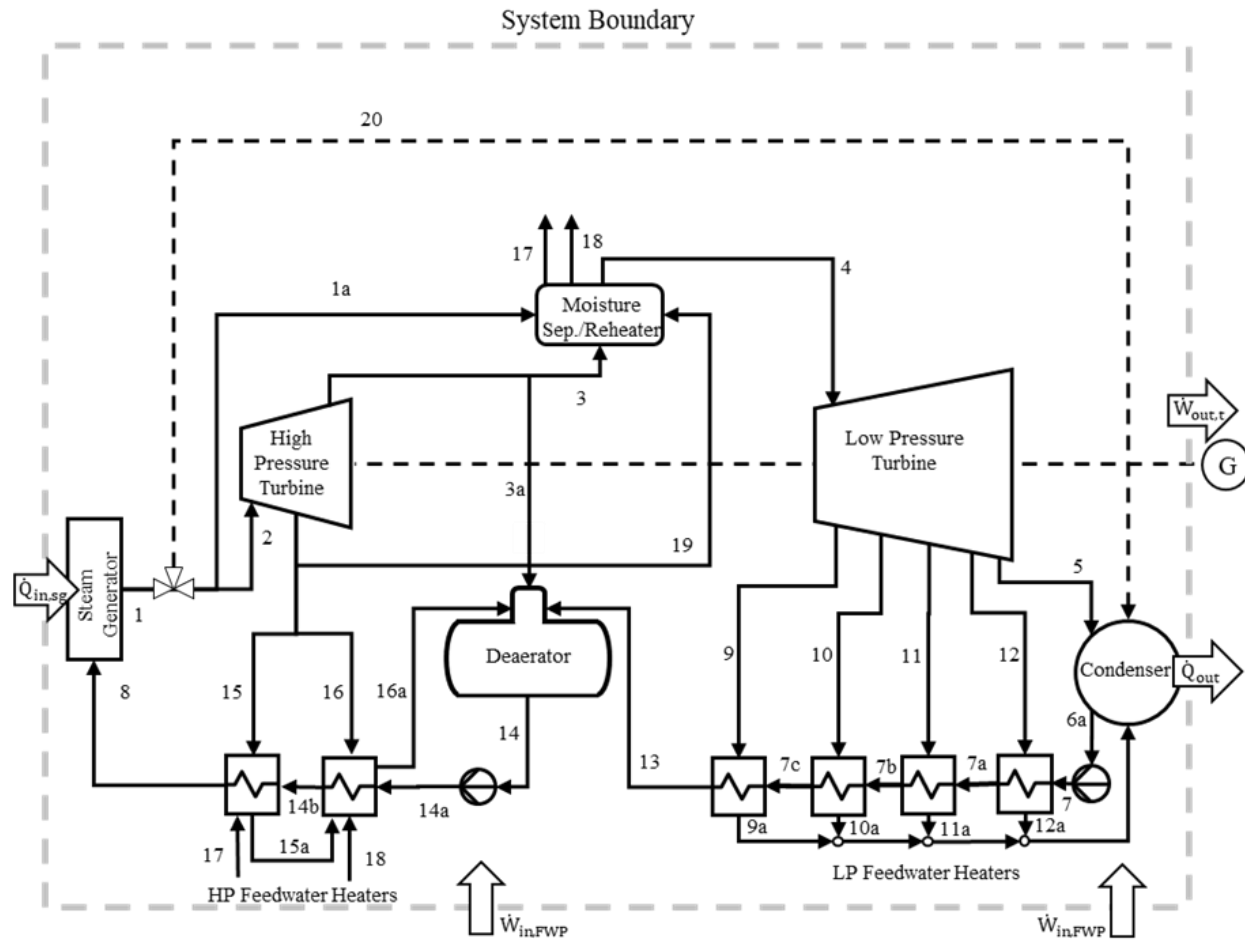 System Boundary
20
17
18
4
1a
Moisture
Sep./Reheater
3
High
Pressure
Turbine
Low Pressure
Turbine
Ẇout,t
G
3a
2
19
5
Q̇in,sg
Steam
Generator
1
Deaerator
9
10
11
12
Condenser
Q̇out
8
15
16
16a
14
6a
13
7c
7b
7a
7
14b
14a
9a
10a
11a
12a
17
15a
18
HP Feedwater Heaters
LP Feedwater Heaters
Ẇin,FWP
Ẇin,FWP